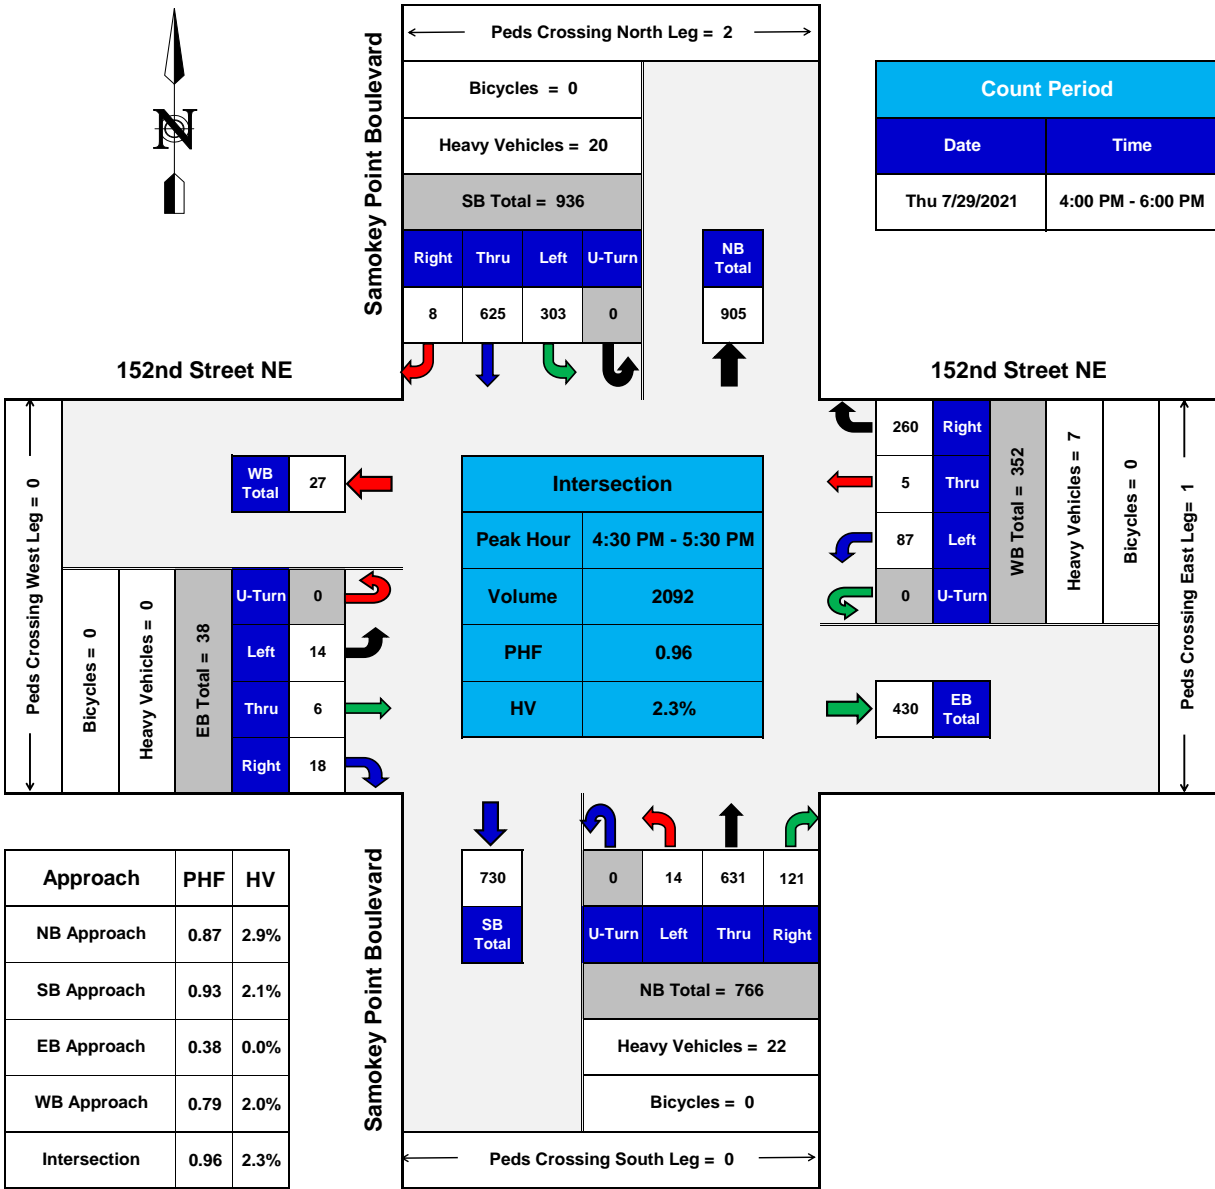 Peds Crossing North Leg = 2
Samokey Point Boulevard
N
Bicycles = 0
Heavy Vehicles = 20
SB Total = 936
Right Thru Left U-Turn
8 625 303 0
NB Total
905
Count Period
Date Time
Thu 7/29/2021 4:00 PM - 6:00 PM
152nd Street NE
152nd Street NE
Peds Crossing West Leg = 0
WB Total 27
Bicycles = 0
Heavy Vehicles = 0
EB Total = 38
U-Turn 0
Left 14
Thru 6
Right 18
Intersection
Peak Hour 4:30 PM - 5:30 PM
Volume 2092
PHF 0.96
HV 2.3%
260 Right
5 Thru
87 Left
0 U-Turn
WB Total = 352
Heavy Vehicles = 7
Bicycles = 0
Peds Crossing East Leg= 1
430 EB Total
Approach PHF HV
NB Approach 0.87 2.9%
SB Approach 0.93 2.1%
EB Approach 0.38 0.0%
WB Approach 0.79 2.0%
Intersection 0.96 2.3%
Samokey Point Boulevard
730
SB Total
0 14 631 121
U-Turn Left Thru Right
NB Total = 766
Heavy Vehicles = 22
Bicycles = 0
Peds Crossing South Leg = 0